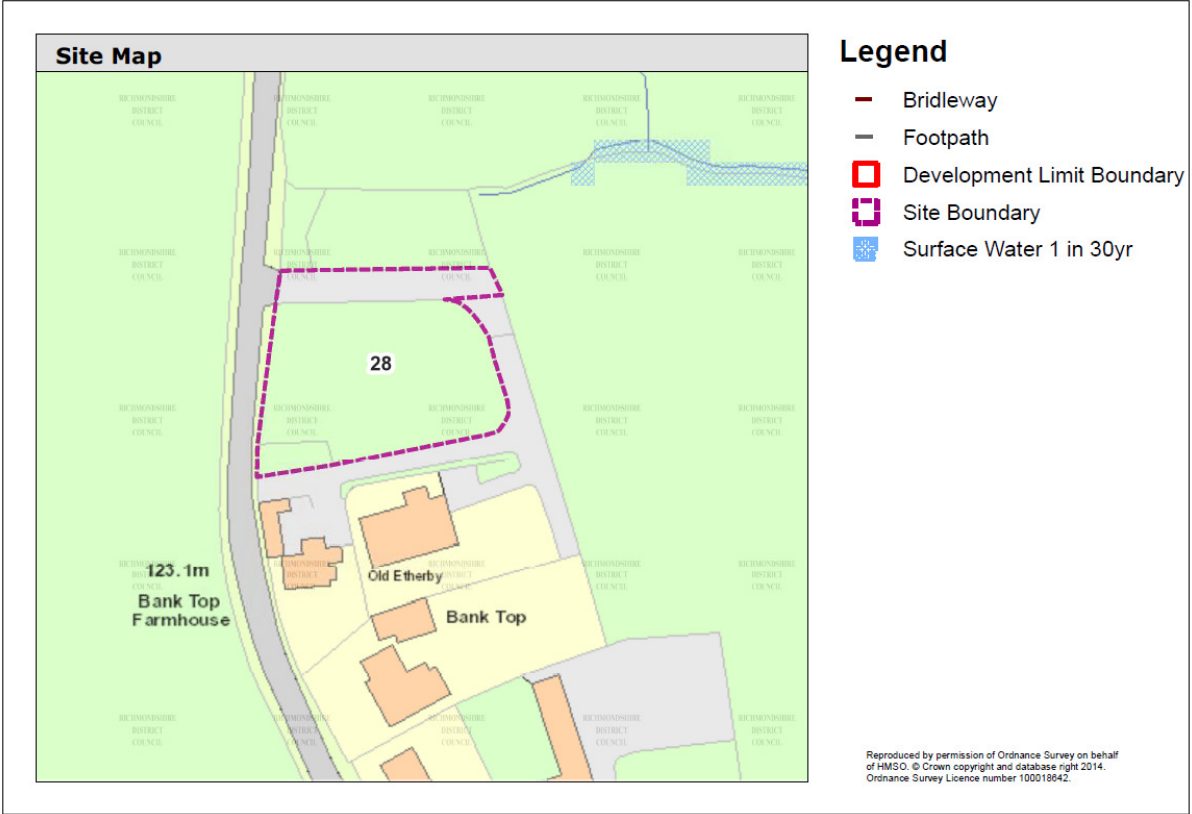 Site Map
RICHMONDSHIRE
DISTRICT
COUNCIL
28
123.1m
Bank Top
Farmhouse
Old Etherby
Bank Top
Legend
Bridleway
Footpath
Development Limit Boundary
Site Boundary
Surface Water 1 in 30yr
Reproduced by permission of Ordnance Survey on behalf
of HMSO. © Crown copyright and database right 2014.
Ordnance Survey Licence number 100018642.